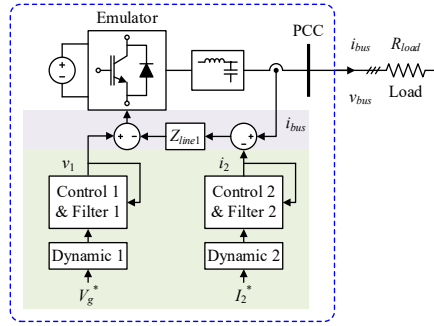 Emulator
PCC
i_bus
R_load
v_bus
Load
Z_line1
i_bus
+
-
-
+
-
+
-
v_1
i_2
Control 1
& Filter 1
Control 2
& Filter 2
Dynamic 1
Dynamic 2
V_g^*
I_2^*